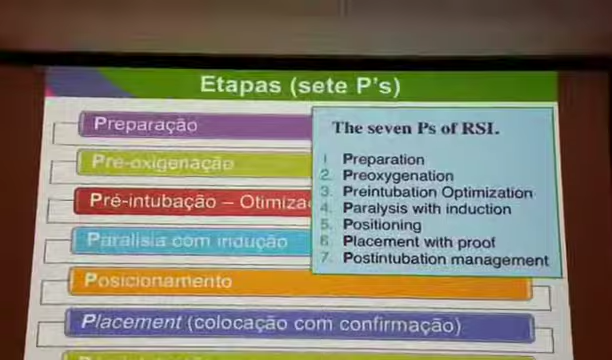 Etapas (sete P's)
Preparação
Pré-oxigenação
Pré-intubação – Otimiza
Paralisia com indução
Posicionamento
Placement (colocação com confirmação)
The seven Ps of RSI.
1. Preparation
2. Preoxygenation
3. Preintubation Optimization
4. Paralysis with induction
5. Positioning
6. Placement with proof
7. Postintubation management